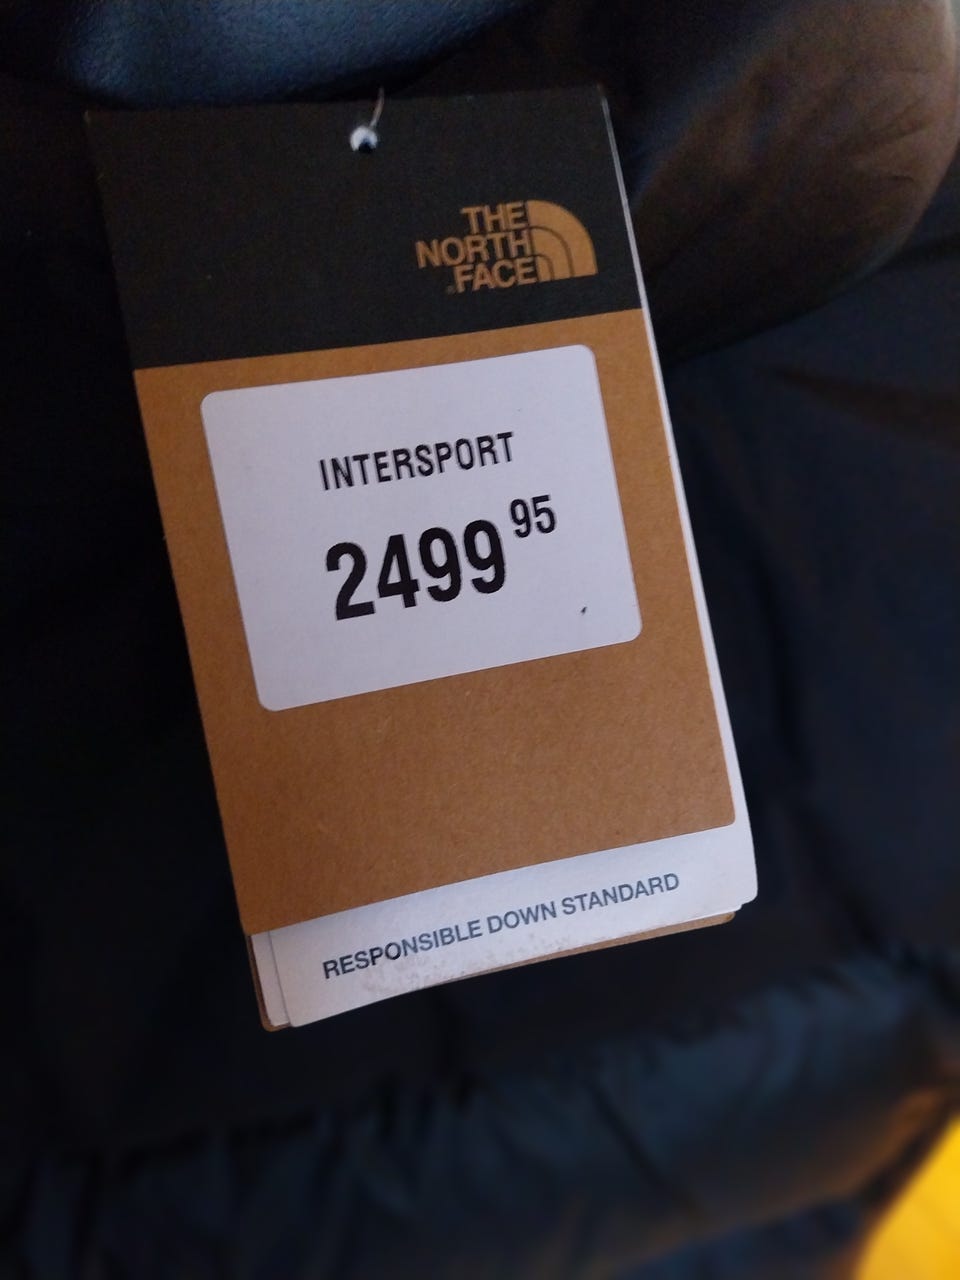 THE
NORTH
FACE
INTERSPORT
2499 95
RESPONSIBLE DOWN STANDARD